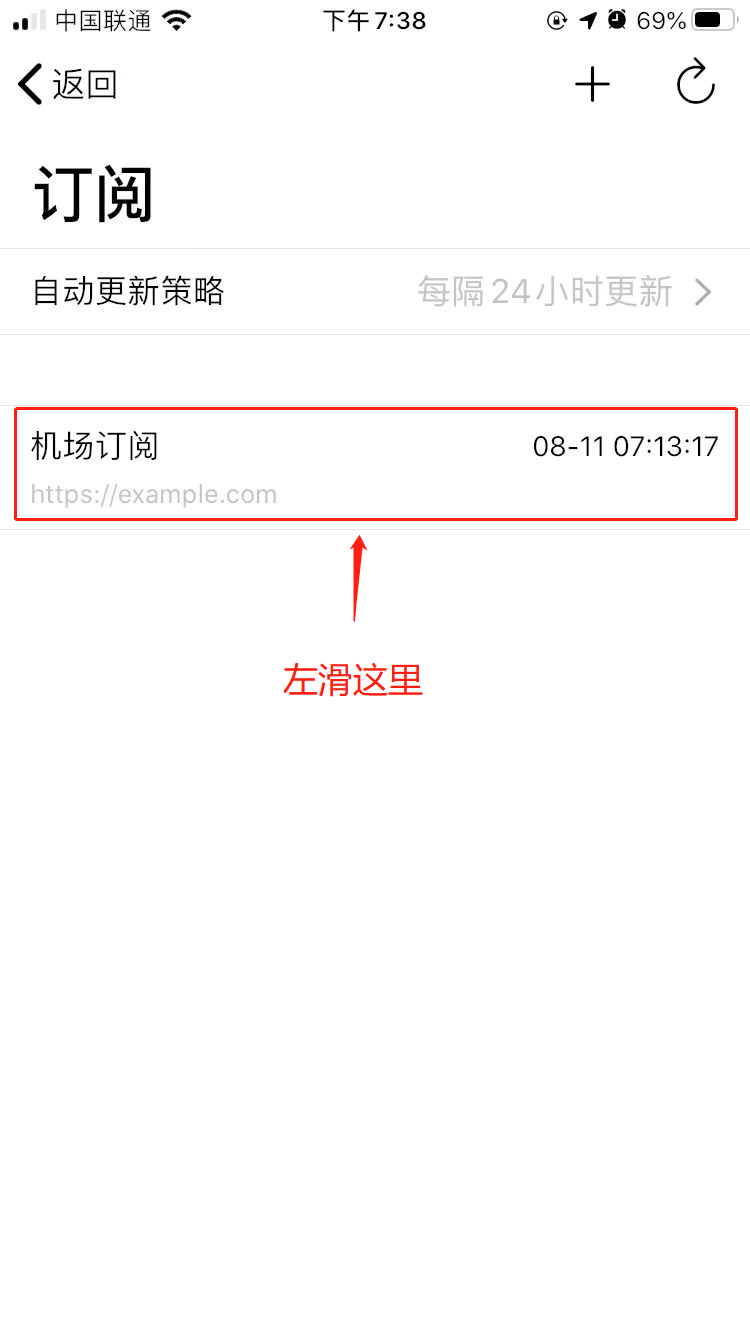 中国联通 下午7:38 69%
返回
订阅
自动更新策略 每隔24小时更新
机场订阅 08-11 07:13:17
https://example.com
左滑这里